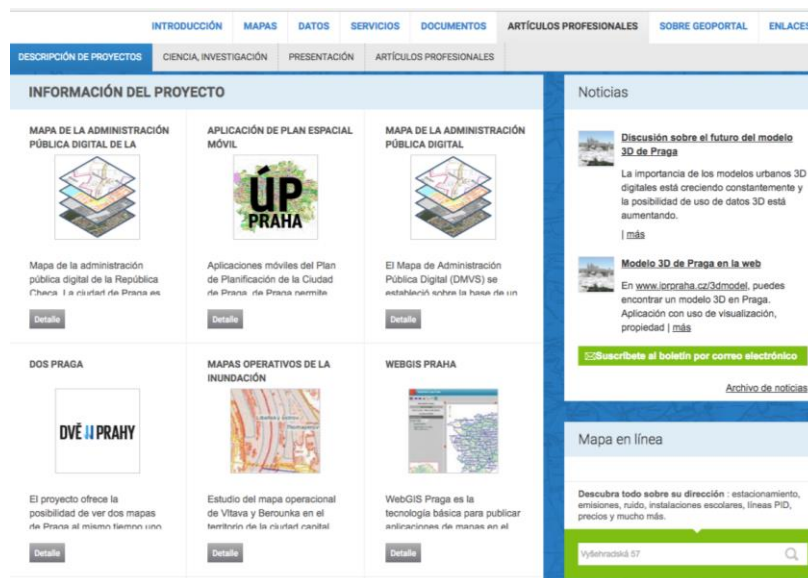 INTRODUCCIÓN MAPAS DATOS SERVICIOS DOCUMENTOS ARTÍCULOS PROFESIONALES SOBRE GEOPORTAL ENLACES
DESCRIPCIÓN DE PROYECTOS CIENCIA, INVESTIGACIÓN PRESENTACIÓN ARTÍCULOS PROFESIONALES
INFORMACIÓN DEL PROYECTO
MAPA DE LA ADMINISTRACIÓN
PÚBLICA DIGITAL DE LA
Mapa de la administración
pública digital de la República
Checa. La ciudad de Praga es
Detalle
APLICACIÓN DE PLAN ESPACIAL
MÓVIL
ÚP
PRAHA
Aplicaciones móviles del Plan
de Planificación de la Ciudad
de Praga. de Praga permite
Detalle
MAPA DE LA ADMINISTRACIÓN
PÚBLICA DIGITAL
El Mapa de Administración
Pública Digital (DMVS) se
estableció sobre la base de un
Detalle
DOS PRAGA
DVĚ PRAHY
El proyecto ofrece la
posibilidad de ver dos mapas
de Praga al mismo tiempo uno
Detalle
MAPAS OPERATIVOS DE LA
INUNDACIÓN
Estudio del mapa operacional
de Vltava y Berounka en el
territorio de la ciudad capital
Detalle
WEBGIS PRAHA
WebGIS Praga es la
tecnología básica para publicar
aplicaciones de mapas en el
Detalle
Noticias
Discusión sobre el futuro del modelo
3D de Praga
La importancia de los modelos urbanos 3D
digitales está creciendo constantemente y
la posibilidad de uso de datos 3D está
aumentando.
| más
Modelo 3D de Praga en la web
En www.iprpraha.cz/3dmodel, puedes
encontrar un modelo 3D en Praga.
Aplicación con uso de visualización,
propiedad | más
Suscríbete al boletín por correo electrónico
Archivo de noticias
Mapa en línea
Descubra todo sobre su dirección : estacionamiento,
emisiones, ruido, instalaciones escolares, líneas PID,
precios y mucho más.
Vyšehradská 57